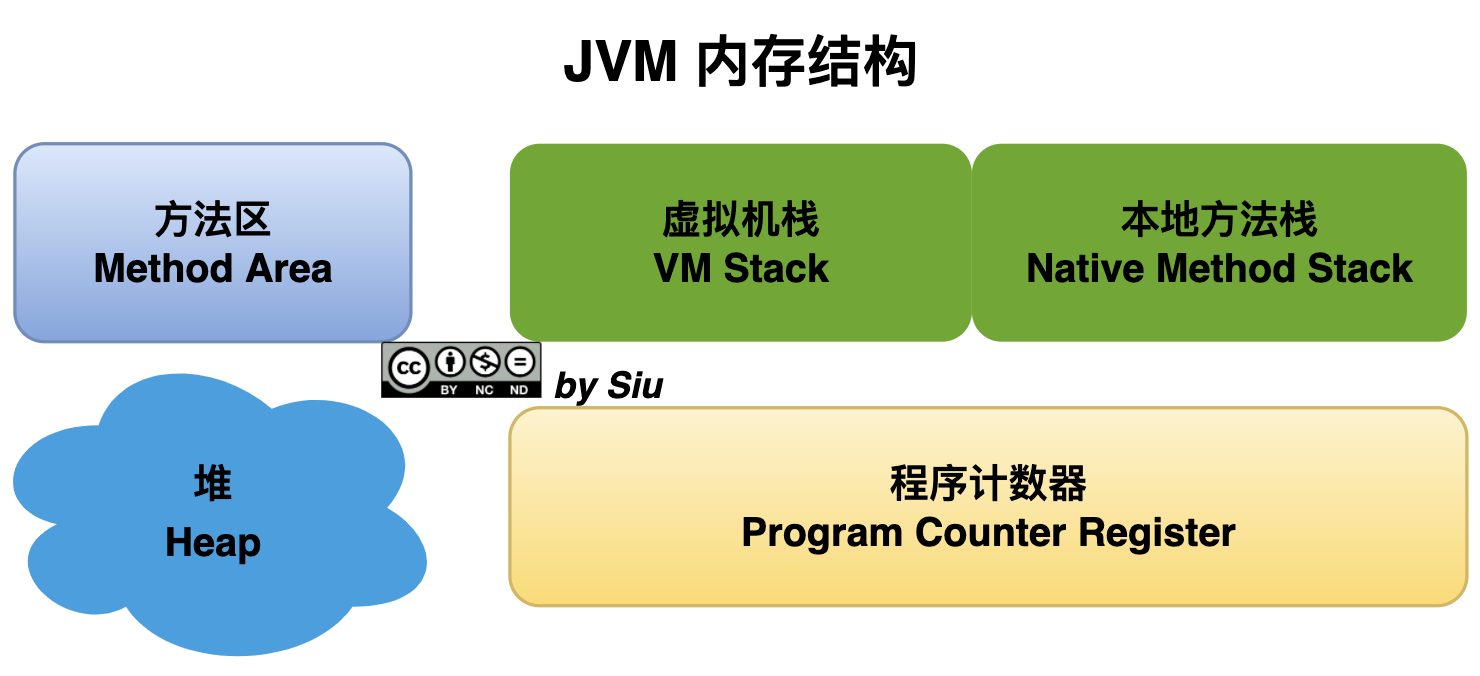 JVM 内存结构
方法区
Method Area
虚拟机栈
VM Stack
本地方法栈
Native Method Stack
CC BY NC ND
by Siu
堆
Heap
程序计数器
Program Counter Register